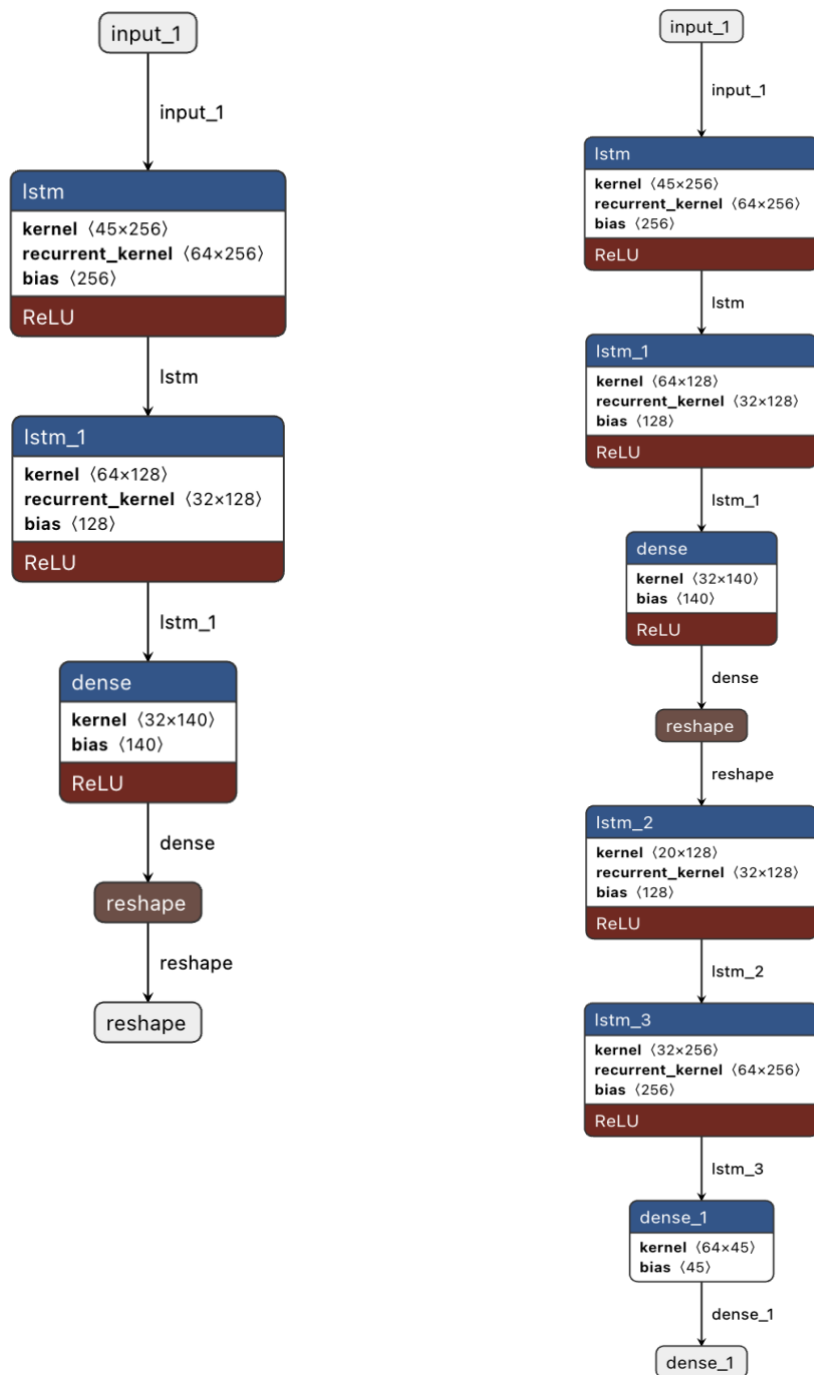 input_1
input_1
lstm
kernel ⟨45×256⟩
recurrent_kernel ⟨64×256⟩
bias ⟨256⟩
ReLU
lstm
lstm_1
kernel ⟨64×128⟩
recurrent_kernel ⟨32×128⟩
bias ⟨128⟩
ReLU
lstm_1
dense
kernel ⟨32×140⟩
bias ⟨140⟩
ReLU
dense
reshape
reshape
reshape
input_1
input_1
lstm
kernel ⟨45×256⟩
recurrent_kernel ⟨64×256⟩
bias ⟨256⟩
ReLU
lstm
lstm_1
kernel ⟨64×128⟩
recurrent_kernel ⟨32×128⟩
bias ⟨128⟩
ReLU
lstm_1
dense
kernel ⟨32×140⟩
bias ⟨140⟩
ReLU
dense
reshape
reshape
lstm_2
kernel ⟨20×128⟩
recurrent_kernel ⟨32×128⟩
bias ⟨128⟩
ReLU
lstm_2
lstm_3
kernel ⟨32×256⟩
recurrent_kernel ⟨64×256⟩
bias ⟨256⟩
ReLU
lstm_3
dense_1
kernel ⟨64×45⟩
bias ⟨45⟩
dense_1
dense_1